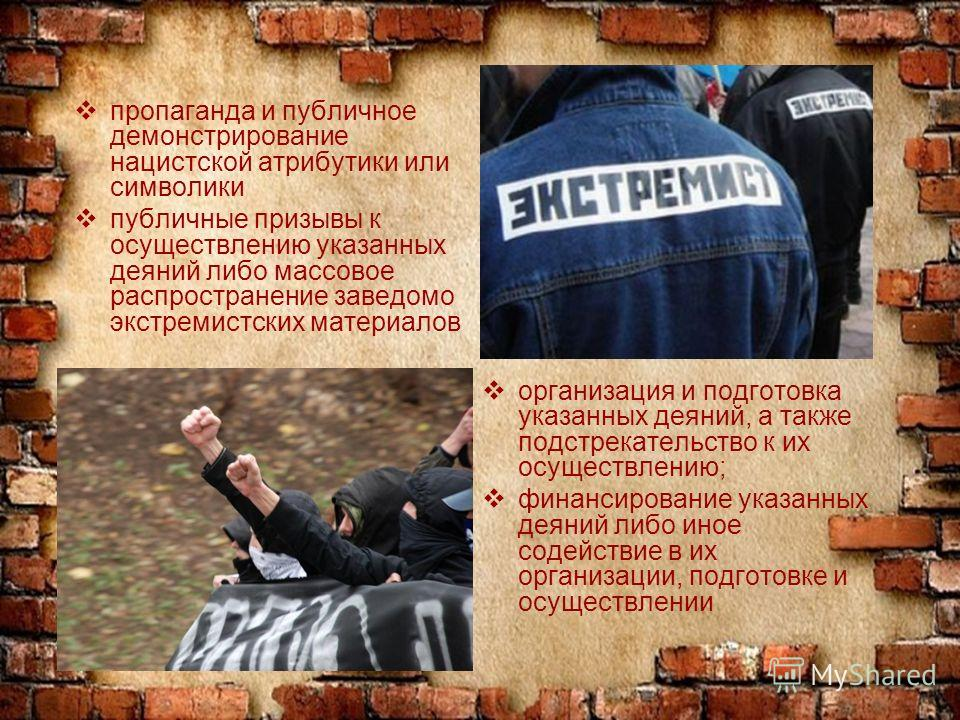 ❖ пропаганда и публичное
демонстрирование
нацистской атрибутики или
символики
❖ публичные призывы к
осуществлению указанных
деяний либо массовое
распространение заведомо
экстремистских материалов
ЭКСТРЕМИСТ
ЭКСТРЕМИ
❖ организация и подготовка
указанных деяний, а также
подстрекательство к их
осуществлению;
❖ финансирование указанных
деяний либо иное
содействие в их
организации, подготовке и
осуществлении
MyShared